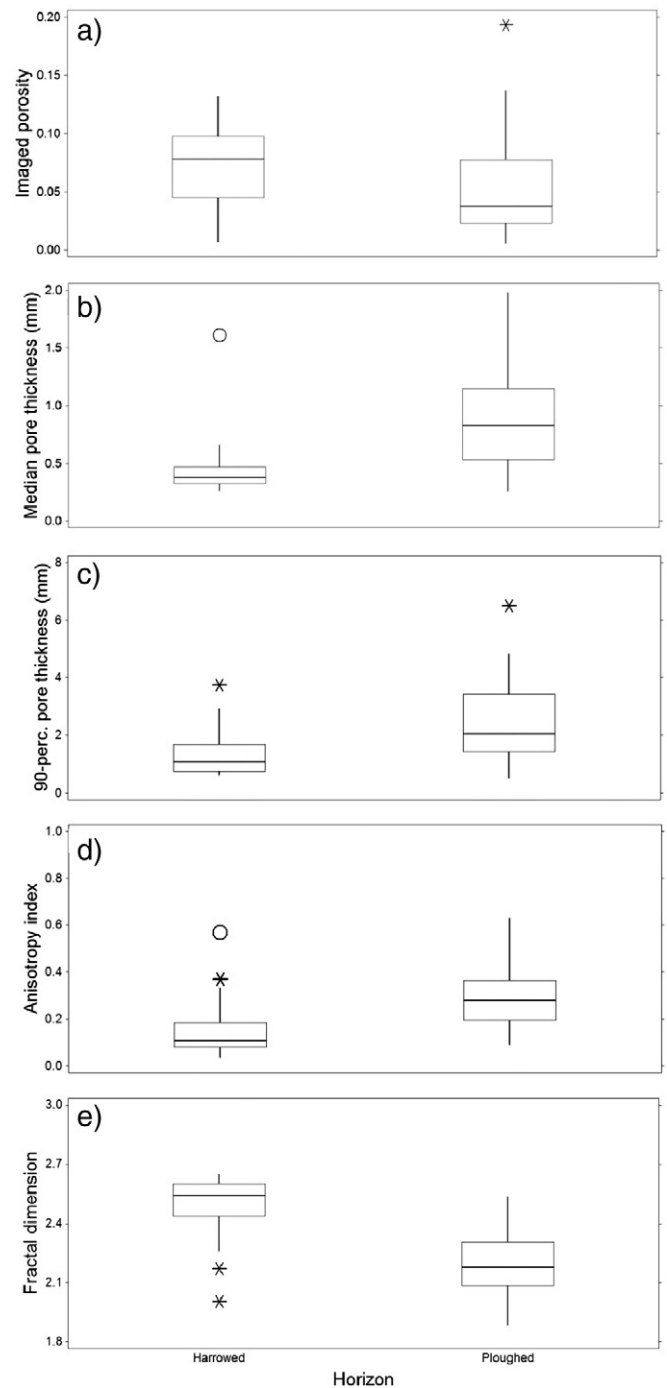 a)
Imaged porosity
0.20
0.15
0.10
0.05
0.00
b)
Median pore thickness (mm)
2.0
1.5
1.0
0.5
0.0
c)
90-perc. pore thickness (mm)
8
6
4
2
0
d)
Anisotropy index
1.0
0.8
0.6
0.4
0.2
0.0
e)
Fractal dimension
3.0
2.7
2.4
2.1
1.8
Harrowed Ploughed
Horizon